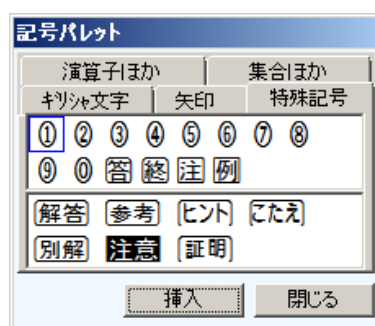 記号パレット
演算子ほか 集合ほか
ギリシャ文字 矢印 特殊記号
① ② ③ ④ ⑤ ⑥ ⑦ ⑧
⑨ ⓪ 答 終 注 例
解答 参考 ヒント こたえ
別解 注意 証明
挿入 閉じる